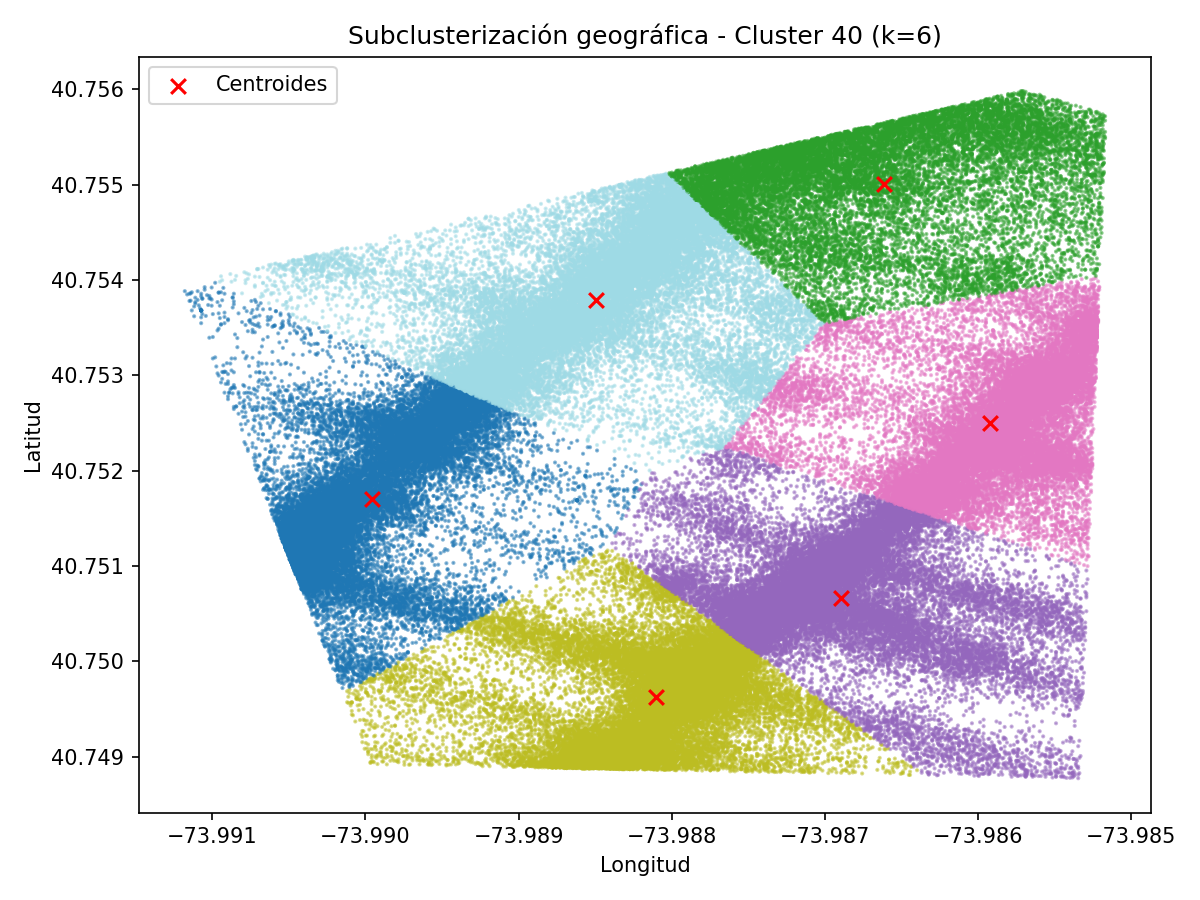 Subclusterización geográfica - Cluster 40 (k=6)
Centroides
40.756
40.755
40.754
40.753
40.752
40.751
40.750
40.749
Latitud
−73.991 −73.990 −73.989 −73.988 −73.987 −73.986 −73.985
Longitud